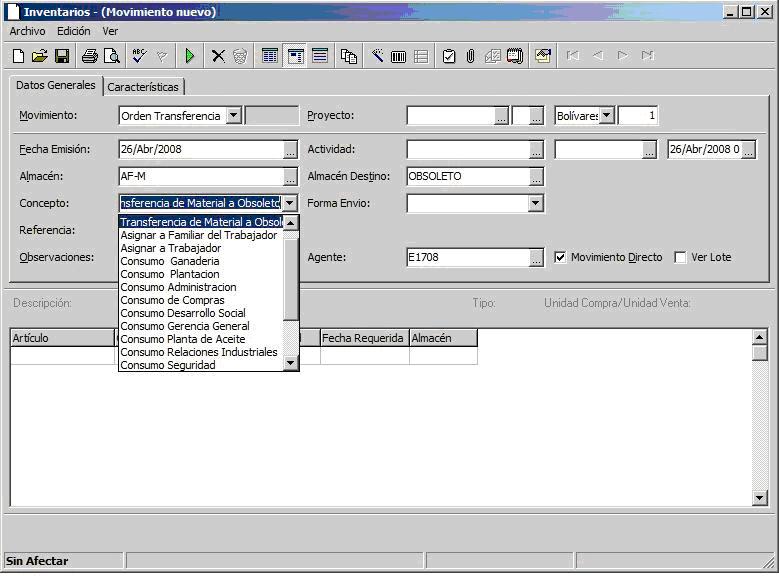 Inventarios - (Movimiento nuevo)
Archivo Edición Ver
Datos Generales Características
Movimiento: Orden Transferencia Proyecto: ... ... Bolívares 1
Fecha Emisión: 26/Abr/2008 ... Actividad: ... ... 26/Abr/2008 0 ...
Almacén: AF-M ... Almacén Destino: OBSOLETO ...
Concepto: nsferencia de Material a Obsoleto Forma Envio:
Transferencia de Material a Obsol
Asignar a Familiar del Trabajador
Referencia:
Asignar a Trabajador
Observaciones:
Consumo Ganaderia
Agente: E1708 ... Movimiento Directo Ver Lote
Consumo Plantacion
Consumo Administracion
Consumo de Compras
Consumo Desarrollo Social
Consumo Gerencia General
Consumo Planta de Aceite
Consumo Relaciones Industriales
Consumo Seguridad
Descripción: Tipo: Unidad Compra/Unidad Venta:
Artículo Fecha Requerida Almacén
Sin Afectar